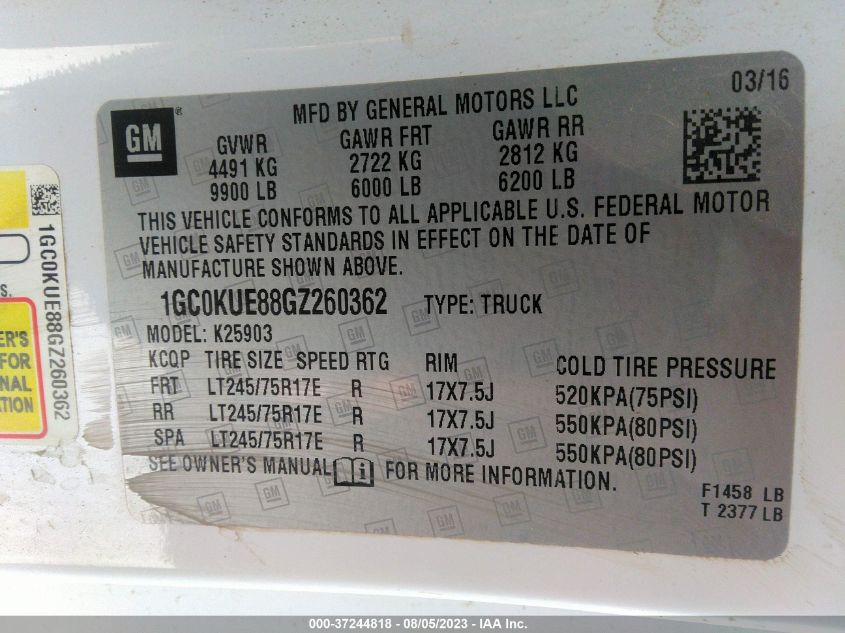 03/16
MFD BY GENERAL MOTORS LLC
GM ®
GVWR GAWR FRT GAWR RR
4491 KG 2722 KG 2812 KG
9900 LB 6000 LB 6200 LB
THIS VEHICLE CONFORMS TO ALL APPLICABLE U.S. FEDERAL MOTOR
VEHICLE SAFETY STANDARDS IN EFFECT ON THE DATE OF
MANUFACTURE SHOWN ABOVE.
1GC0KUE88GZ260362 TYPE: TRUCK
MODEL: K25903
KCQP TIRE SIZE SPEED RTG RIM COLD TIRE PRESSURE
FRT LT245/75R17E R 17X7.5J 520KPA(75PSI)
RR LT245/75R17E R 17X7.5J 550KPA(80PSI)
SPA LT245/75R17E R 17X7.5J 550KPA(80PSI)
SEE OWNER'S MANUAL i FOR MORE INFORMATION.
F1458 LB
T 2377 LB
1GC0KUE88GZ260362
S.
ER'S
FOR
NAL
ATION
000-37244818 - 08/05/2023 - IAA Inc.